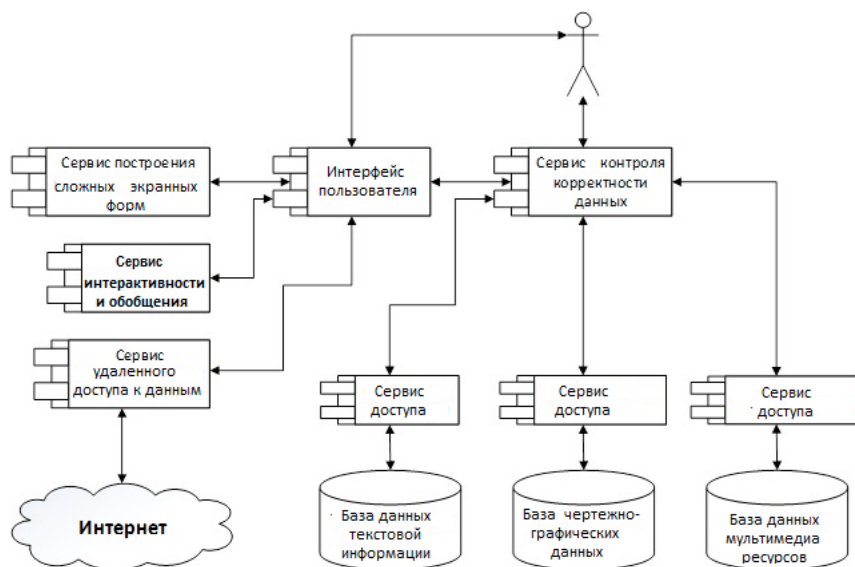 Сервис построения
сложных экранных
форм
Интерфейс
пользователя
Сервис контроля
корректности
данных
Сервис
интерактивности
и обобщения
Сервис
удаленного
доступа к данным
Сервис
доступа
Сервис
доступа
Сервис
доступа
Интернет
База данных
текстовой
информации
База чертежно-
графических
данных
База данных
мультимедиа
ресурсов